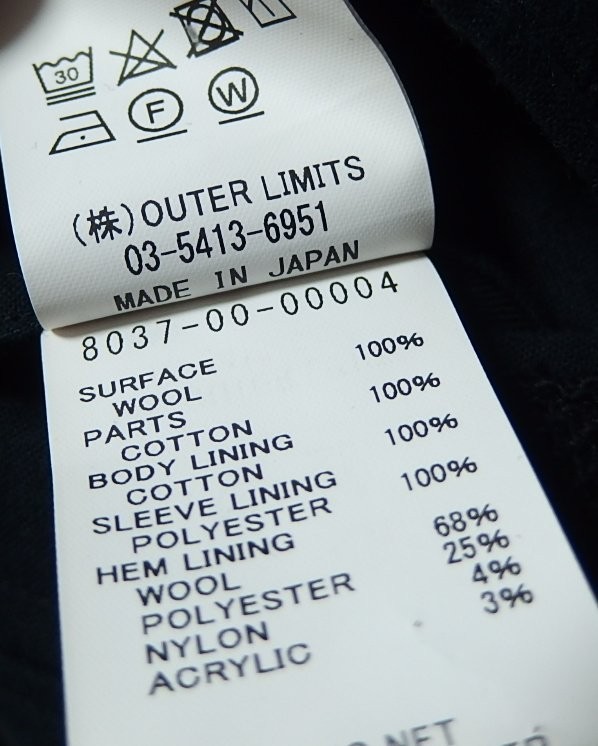 30
F W
(株)OUTER LIMITS
03-5413-6951
MADE IN JAPAN
8037-00-00004
SURFACE
WOOL 100%
PARTS
COTTON 100%
BODY LINING
COTTON 100%
SLEEVE LINING
POLYESTER 100%
HEM LINING
WOOL 68%
POLYESTER 25%
NYLON 4%
ACRYLIC 3%
NET